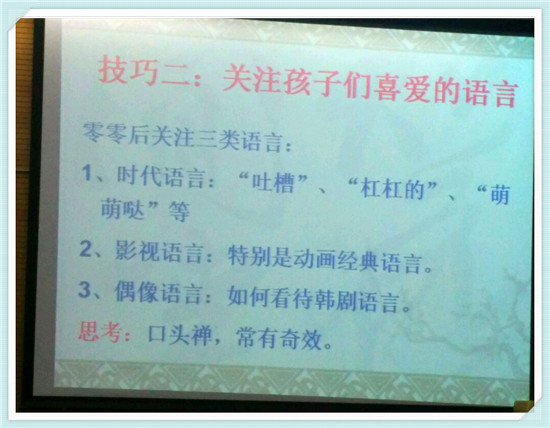 技巧二：关注孩子们喜爱的语言
零零后关注三类语言：
1、时代语言：“吐槽”、“杠杠的”、“萌
萌哒”等
2、影视语言：特别是动画经典语言。
3、偶像语言：如何看待韩剧语言。
思考：口头禅，常有奇效。